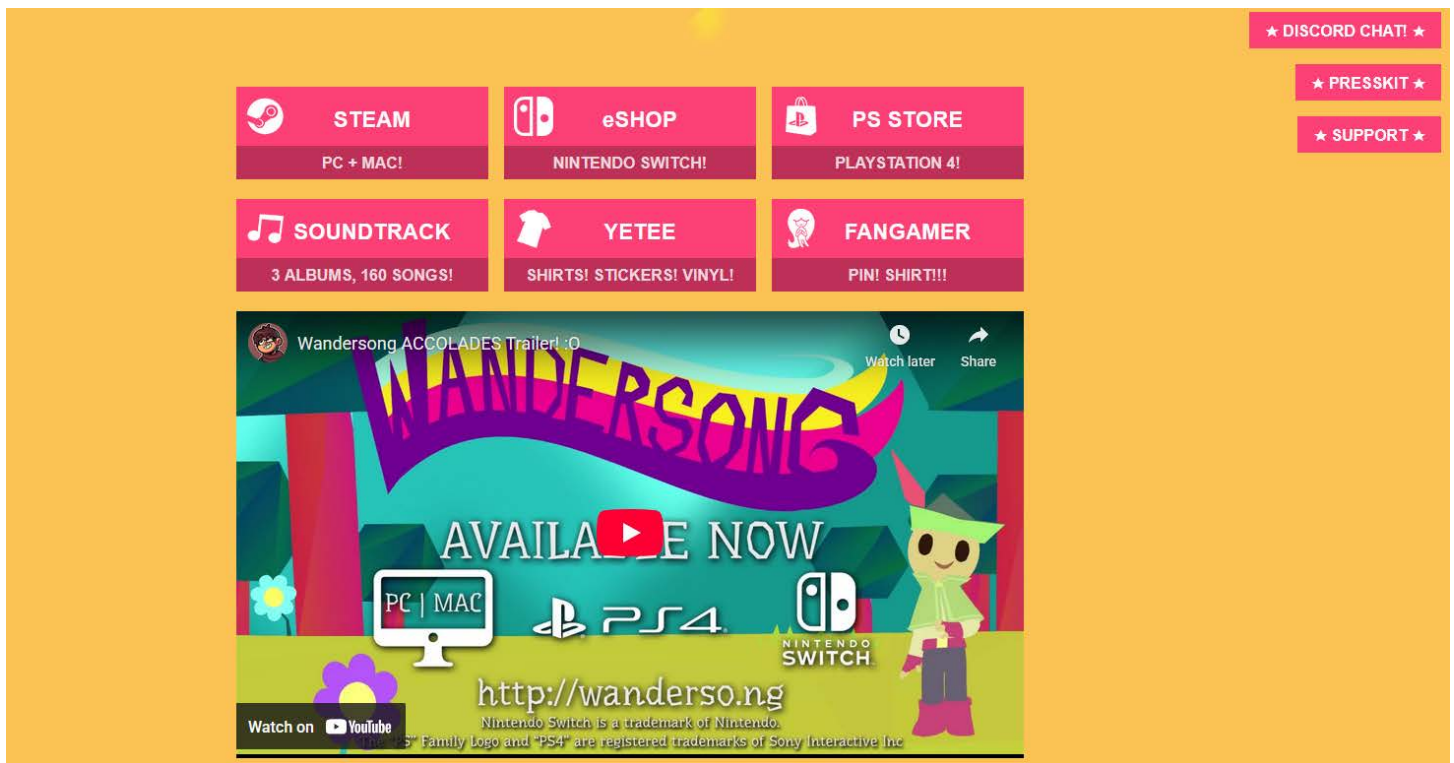 ★ DISCORD CHAT! ★
★ PRESSKIT ★
★ SUPPORT ★
STEAM
PC + MAC!
eSHOP
NINTENDO SWITCH!
PS STORE
PLAYSTATION 4!
SOUNDTRACK
3 ALBUMS, 160 SONGS!
YETEE
SHIRTS! STICKERS! VINYL!
FANGAMER
PIN! SHIRT!!!
Wandersong ACCOLADES Trailer! :O
Watch later
Share
WANDERSONG
AVAILABLE NOW
PC | MAC
PS4
NINTENDO
SWITCH
http://wanderso.ng
Nintendo Switch is a trademark of Nintendo.
The "PS" Family Logo and "PS4" are registered trademarks of Sony Interactive Inc
Watch on YouTube